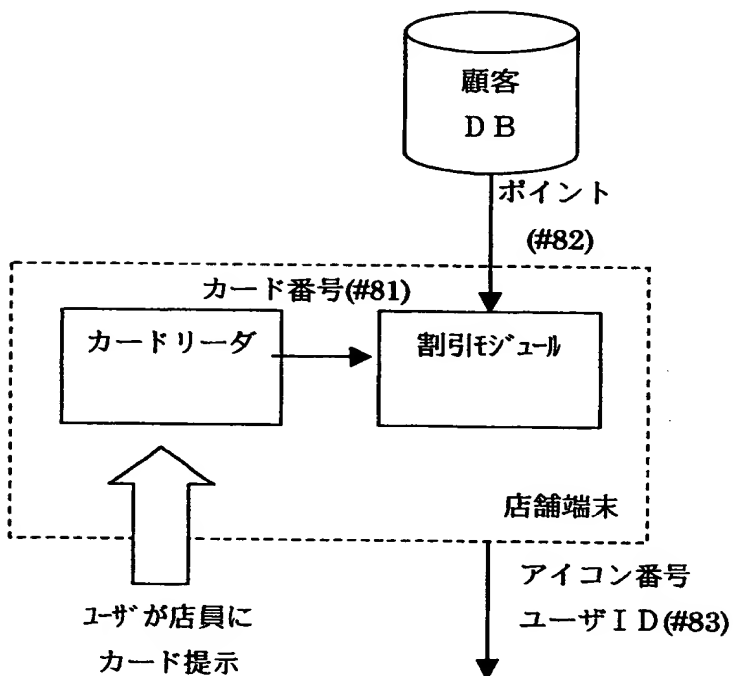 顧客
ＤＢ
ポイント
(#82)
カード番号(#81)
カードリーダ
割引ﾓｼﾞｭｰﾙ
店舗端末
ﾕｰｻﾞが店員に
カード提示
アイコン番号
ユーザＩＤ(#83)